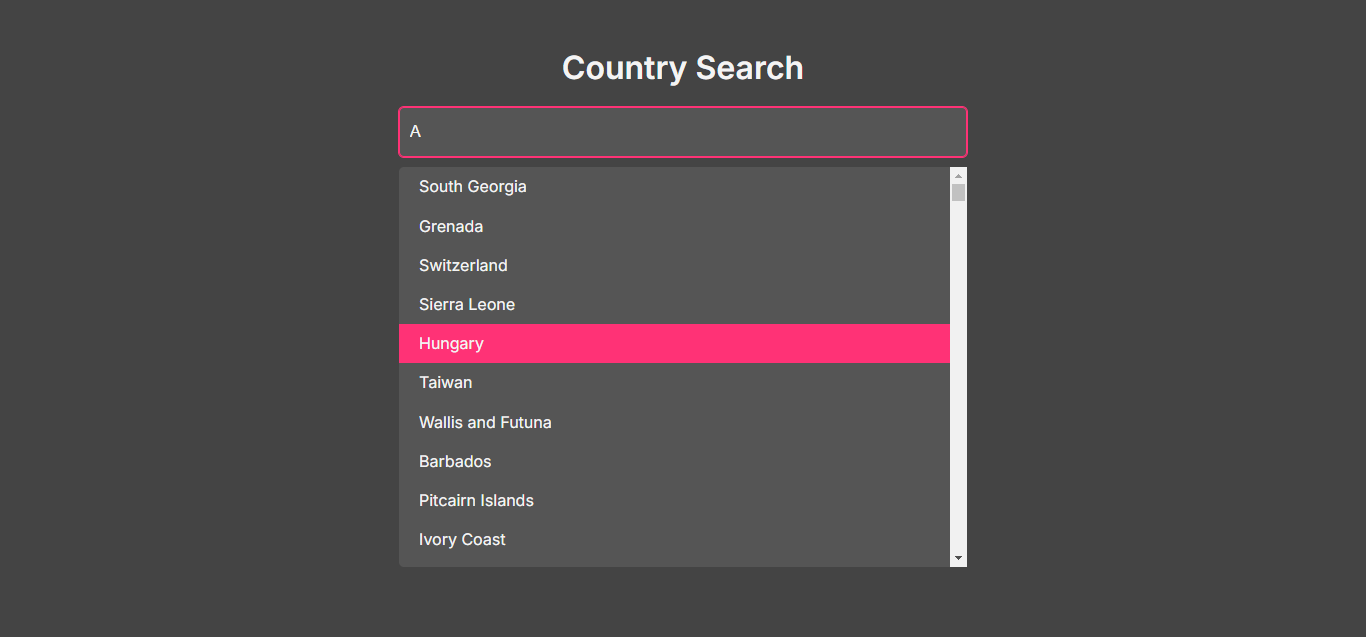 Country Search
A
South Georgia
Grenada
Switzerland
Sierra Leone
Hungary
Taiwan
Wallis and Futuna
Barbados
Pitcairn Islands
Ivory Coast